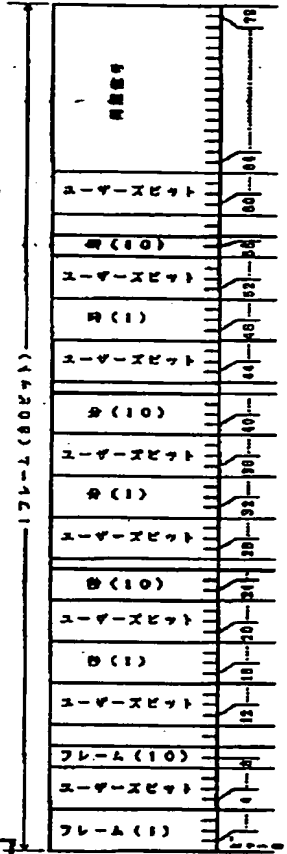 1フレーム(80ビット)
同期信号
ユーザーズビット
時(10)
ユーザーズビット
時(1)
ユーザーズビット
分(10)
ユーザーズビット
分(1)
ユーザーズビット
秒(10)
ユーザーズビット
秒(1)
ユーザーズビット
フレーム(10)
ユーザーズビット
フレーム(1)
79
64
60
56
52
48
44
40
36
32
28
24
20
16
12
8
4
0